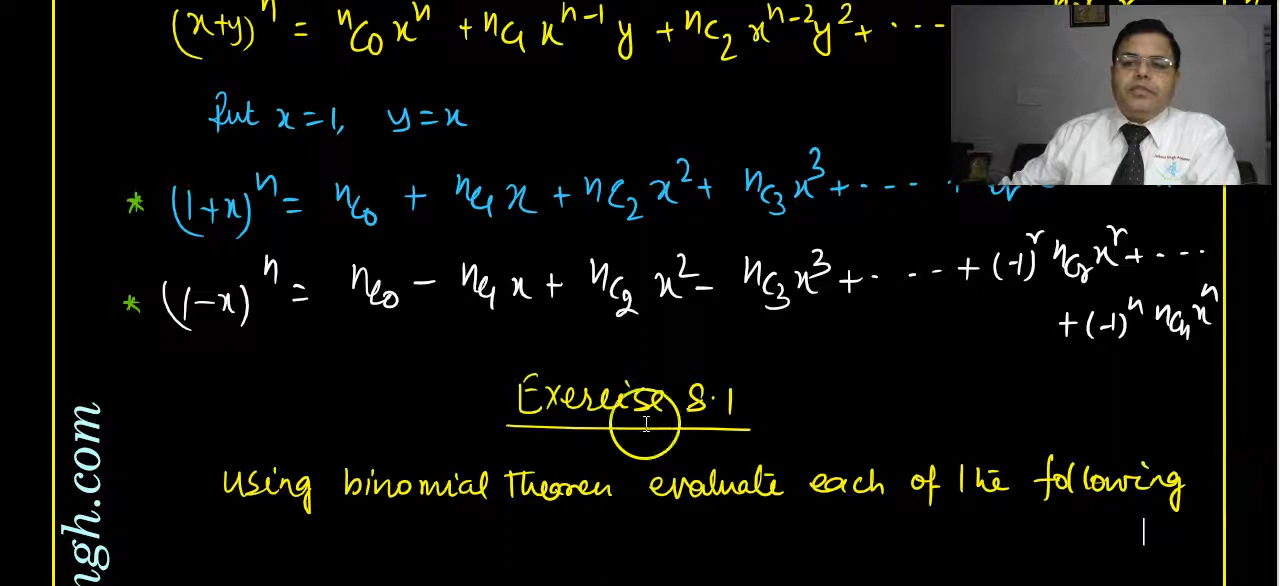 (x+y)^n = nC0 x^n + nC1 x^(n-1) y + nC2 x^(n-2) y^2 + ....
Put x=1, y=x
* (1+x)^n = nC0 + nC1 x + nC2 x^2 + nC3 x^3 + ....
* (1-x)^n = nC0 - nC1 x + nC2 x^2 - nC3 x^3 + .... + (-1)^r nCr x^r + ....
+ (-1)^n nCn x^n
Exercise 8.1
Using binomial Theorem evaluate each of the following
ngh.com